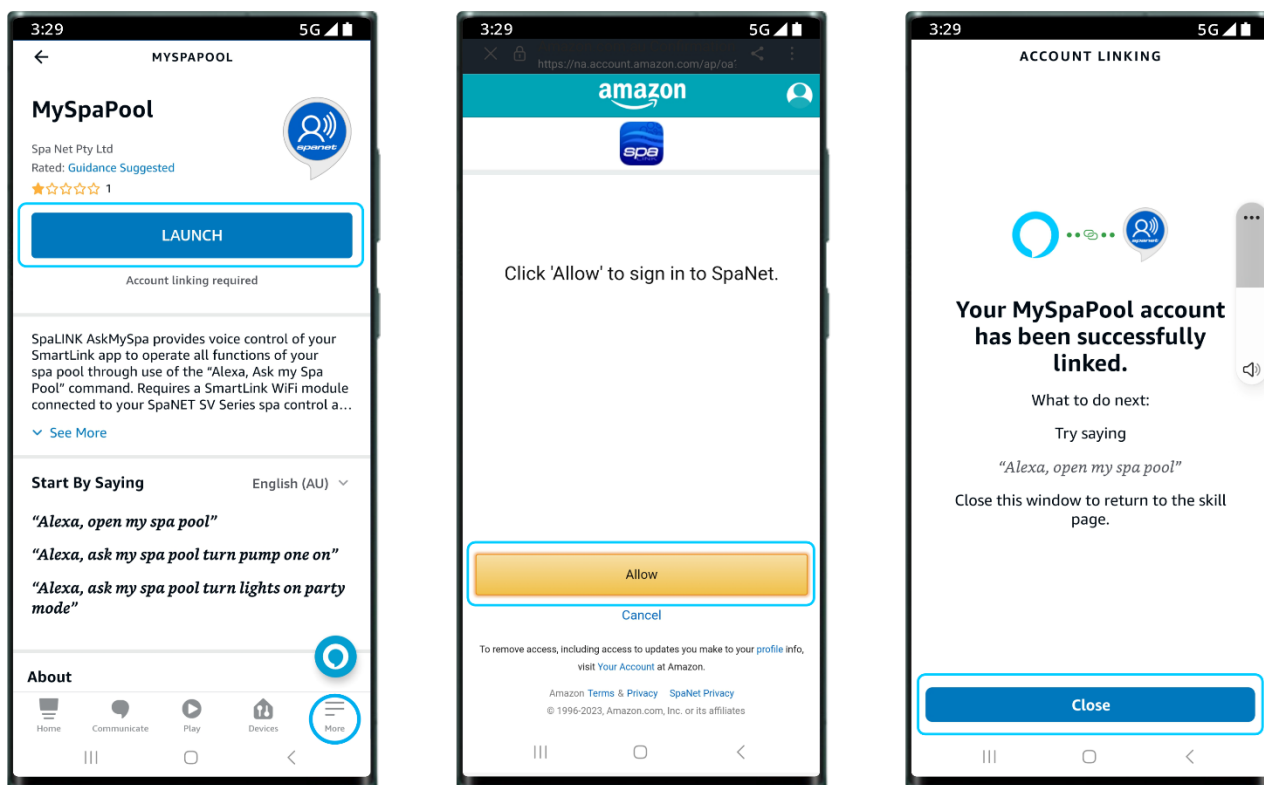 3:29 5G
MYSPAPOOL
MySpaPool
spanet
Spa Net Pty Ltd
Rated: Guidance Suggested
1
LAUNCH
Account linking required
SpaLINK AskMySpa provides voice control of your
SmartLink app to operate all functions of your
spa pool through use of the “Alexa, Ask my Spa
Pool” command. Requires a SmartLink WiFi module
connected to your SpaNET SV Series spa control a...
See More
Start By Saying English (AU)
“Alexa, open my spa pool”
“Alexa, ask my spa pool turn pump one on”
“Alexa, ask my spa pool turn lights on party
mode”
About
Home Communicate Play Devices More
3:29 5G
https://na.account.amazon.com/ap/oa
amazon
spa
Click 'Allow' to sign in to SpaNet.
Allow
Cancel
To remove access, including access to updates you make to your profile info,
visit Your Account at Amazon.
Amazon Terms & Privacy SpaNet Privacy
© 1996-2023, Amazon.com, Inc. or its affiliates
3:29 5G
ACCOUNT LINKING
spanet
Your MySpaPool account
has been successfully
linked.
What to do next:
Try saying
“Alexa, open my spa pool”
Close this window to return to the skill
page.
Close